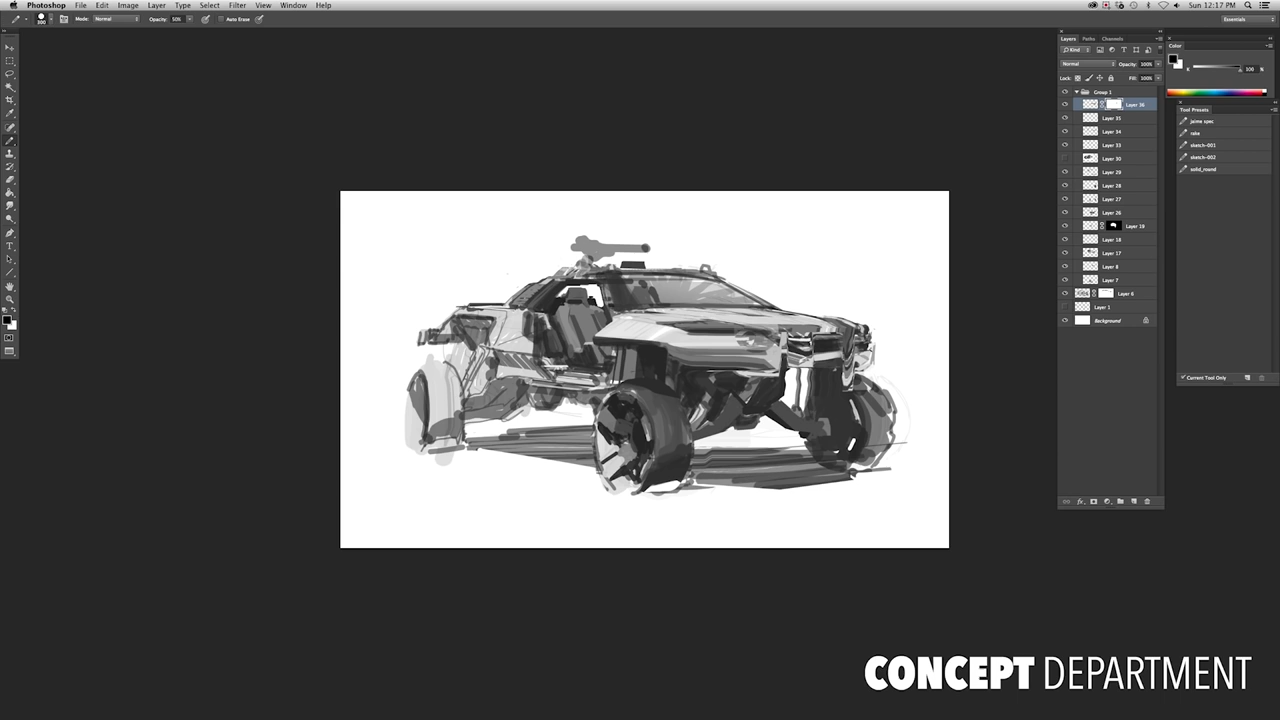 Photoshop File Edit Image Layer Type Select Filter View Window Help
Sun 12:17 PM
300 Mode: Normal Opacity: 50% Auto Erase
Essentials
Layers Paths Channels
Color
Kind
Normal Opacity: 100%
K 100 %
Lock: Fill: 100%
Group 1
Layer 36
Tool Presets
Layer 35
jaime spec
Layer 34
rake
Layer 33
sketch-001
Layer 30
sketch-002
Layer 29
solid_round
Layer 28
Layer 27
Layer 26
Layer 19
Layer 18
Layer 17
Layer 8
Layer 7
Layer 6
Layer 1
Background
Current Tool Only
CONCEPT DEPARTMENT